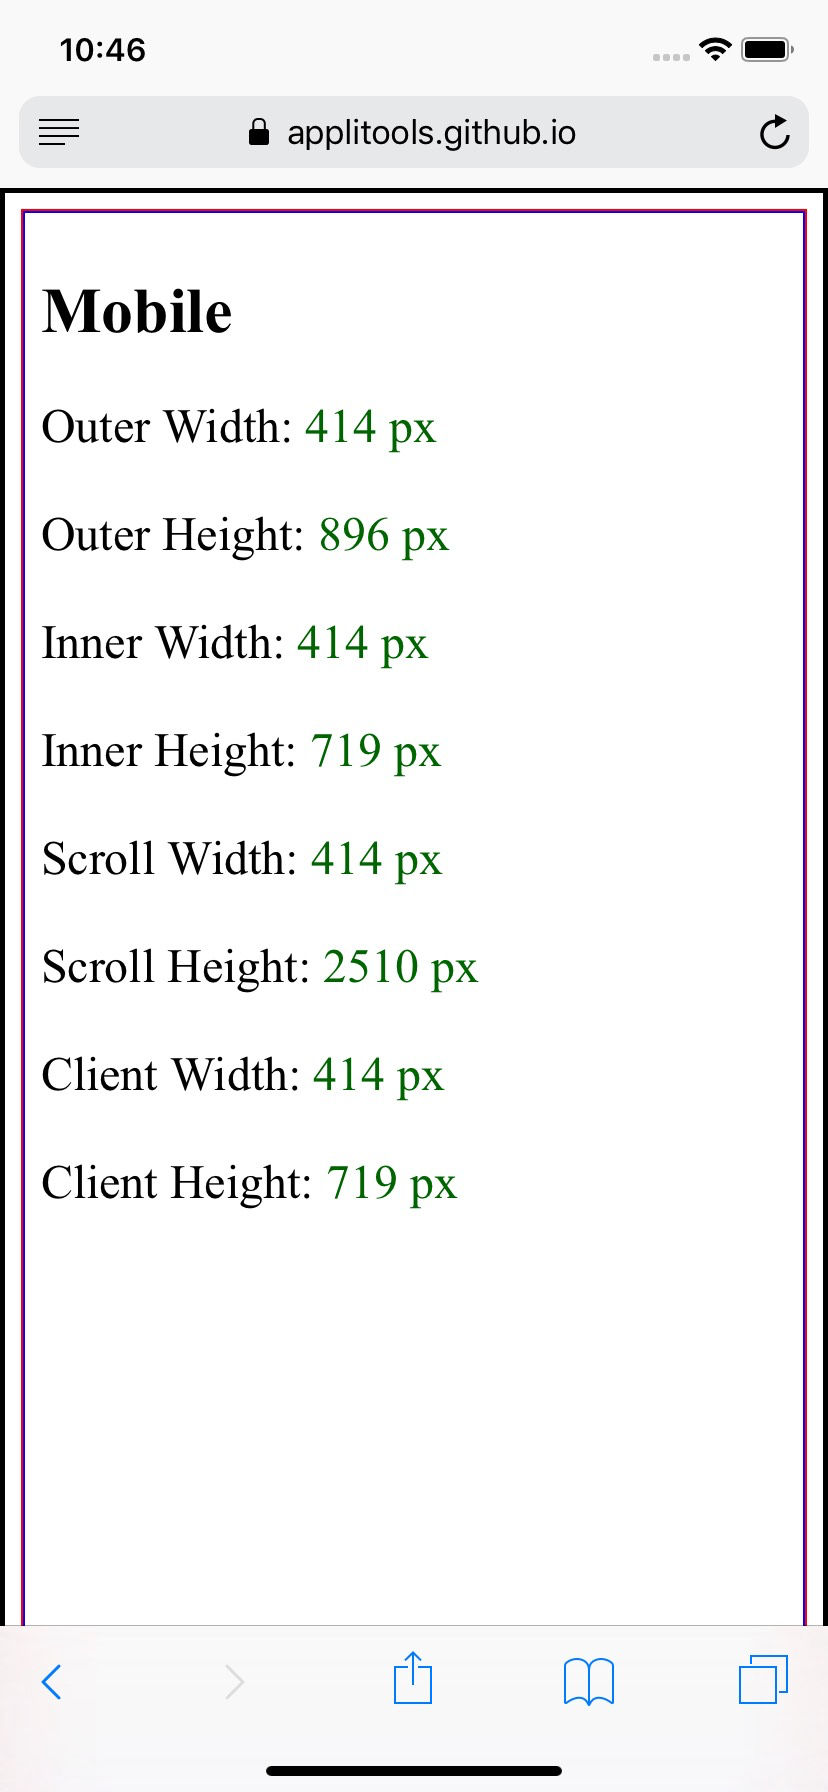 10:46
applitools.github.io
Mobile
Outer Width: 414 px
Outer Height: 896 px
Inner Width: 414 px
Inner Height: 719 px
Scroll Width: 414 px
Scroll Height: 2510 px
Client Width: 414 px
Client Height: 719 px